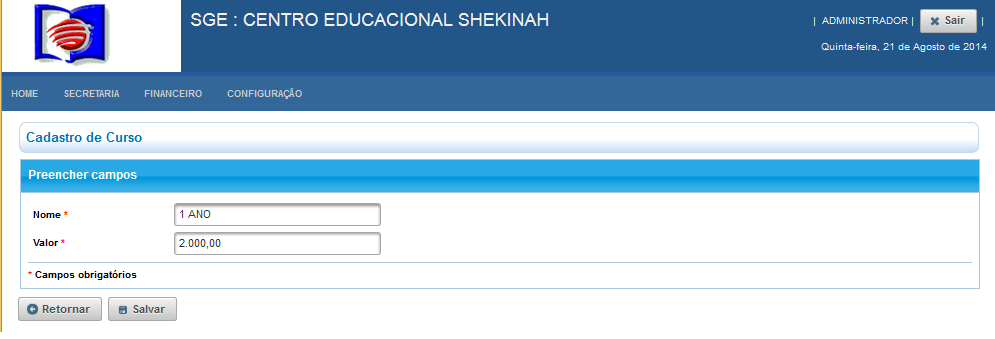 SGE : CENTRO EDUCACIONAL SHEKINAH
| ADMINISTRADOR | Sair |
Quinta-feira, 21 de Agosto de 2014
HOME SECRETARIA FINANCEIRO CONFIGURAÇÃO
Cadastro de Curso
Preencher campos
Nome * 1 ANO
Valor * 2.000,00
* Campos obrigatórios
Retornar Salvar